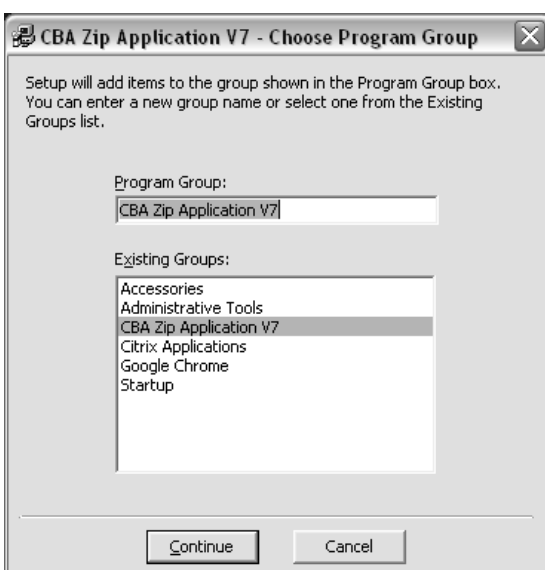 CBA Zip Application V7 - Choose Program Group
Setup will add items to the group shown in the Program Group box.
You can enter a new group name or select one from the Existing
Groups list.
Program Group:
CBA Zip Application V7
Existing Groups:
Accessories
Administrative Tools
CBA Zip Application V7
Citrix Applications
Google Chrome
Startup
Continue Cancel